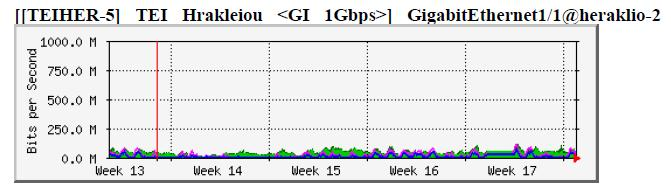 [[TEIHER-5] TEI Hrakleiou <GI 1Gbps>] GigabitEthernet1/1@heraklio-2
Bits per Second
1000.0 M
750.0 M
500.0 M
250.0 M
0.0 M
Week 13 Week 14 Week 15 Week 16 Week 17